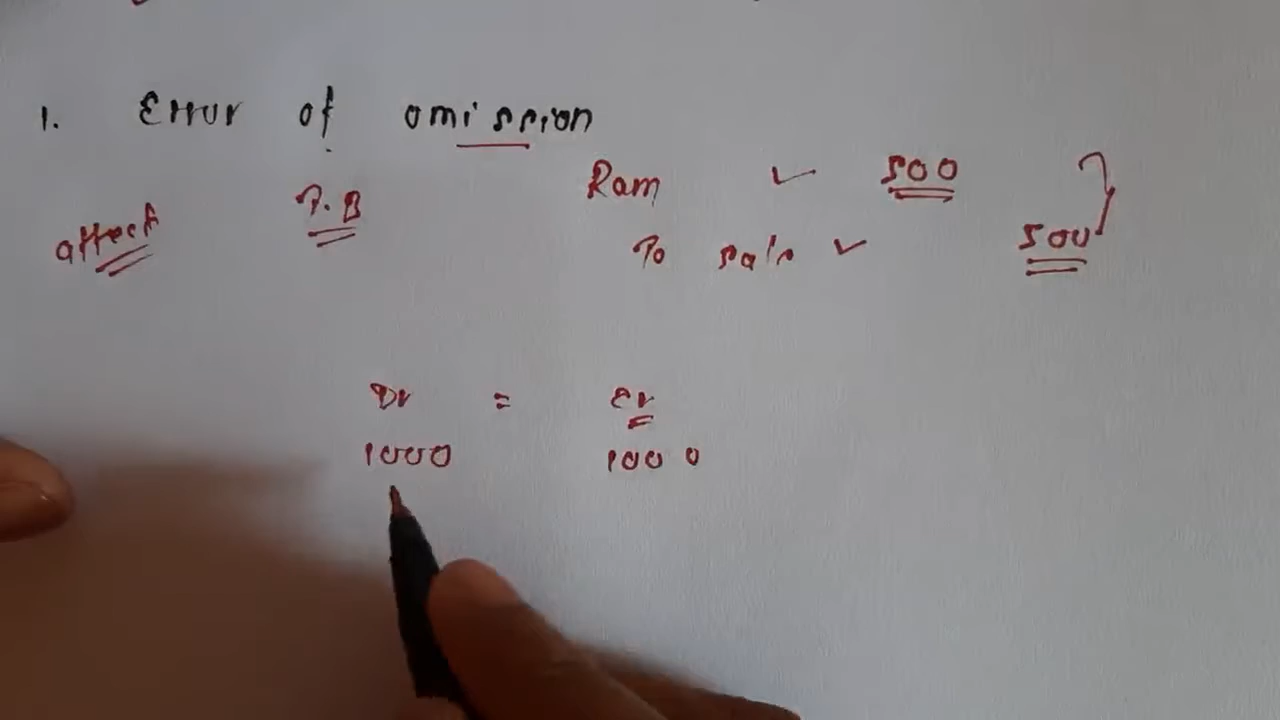 1. Error of omission
Ram 500
affect T.B
To sale 500
Dr = Cr
1000 1000